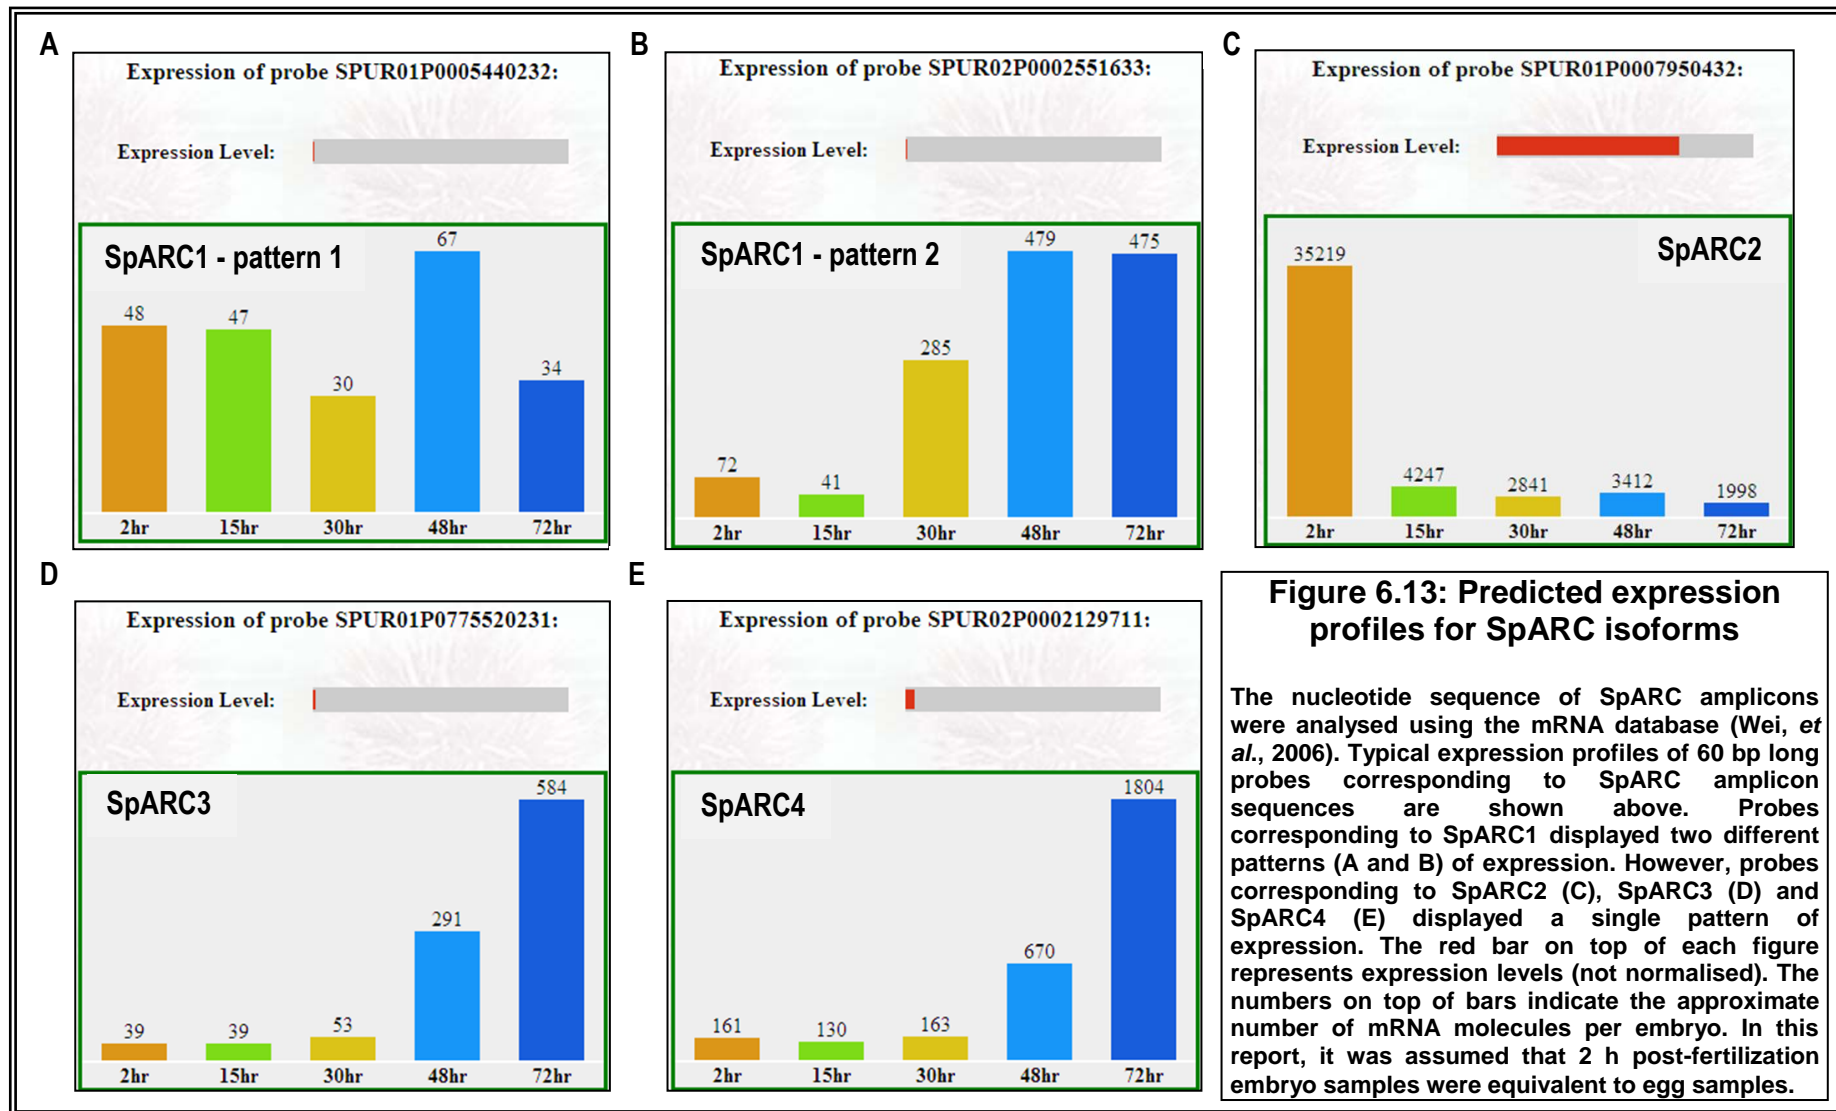 A
Expression of probe SPUR01P0005440232:
Expression Level:
SpARC1 - pattern 1
48
47
30
67
34
2hr 15hr 30hr 48hr 72hr
B
Expression of probe SPUR02P0002551633:
Expression Level:
SpARC1 - pattern 2
72
41
285
479
475
2hr 15hr 30hr 48hr 72hr
C
Expression of probe SPUR01P0007950432:
Expression Level:
SpARC2
35219
4247
2841
3412
1998
2hr 15hr 30hr 48hr 72hr
D
Expression of probe SPUR01P0775520231:
Expression Level:
SpARC3
39
39
53
291
584
2hr 15hr 30hr 48hr 72hr
E
Expression of probe SPUR02P0002129711:
Expression Level:
SpARC4
161
130
163
670
1804
2hr 15hr 30hr 48hr 72hr
Figure 6.13: Predicted expression
profiles for SpARC isoforms
The nucleotide sequence of SpARC amplicons
were analysed using the mRNA database (Wei, et
al., 2006). Typical expression profiles of 60 bp long
probes corresponding to SpARC amplicon
sequences are shown above. Probes
corresponding to SpARC1 displayed two different
patterns (A and B) of expression. However, probes
corresponding to SpARC2 (C), SpARC3 (D) and
SpARC4 (E) displayed a single pattern of
expression. The red bar on top of each figure
represents expression levels (not normalised). The
numbers on top of bars indicate the approximate
number of mRNA molecules per embryo. In this
report, it was assumed that 2 h post-fertilization
embryo samples were equivalent to egg samples.